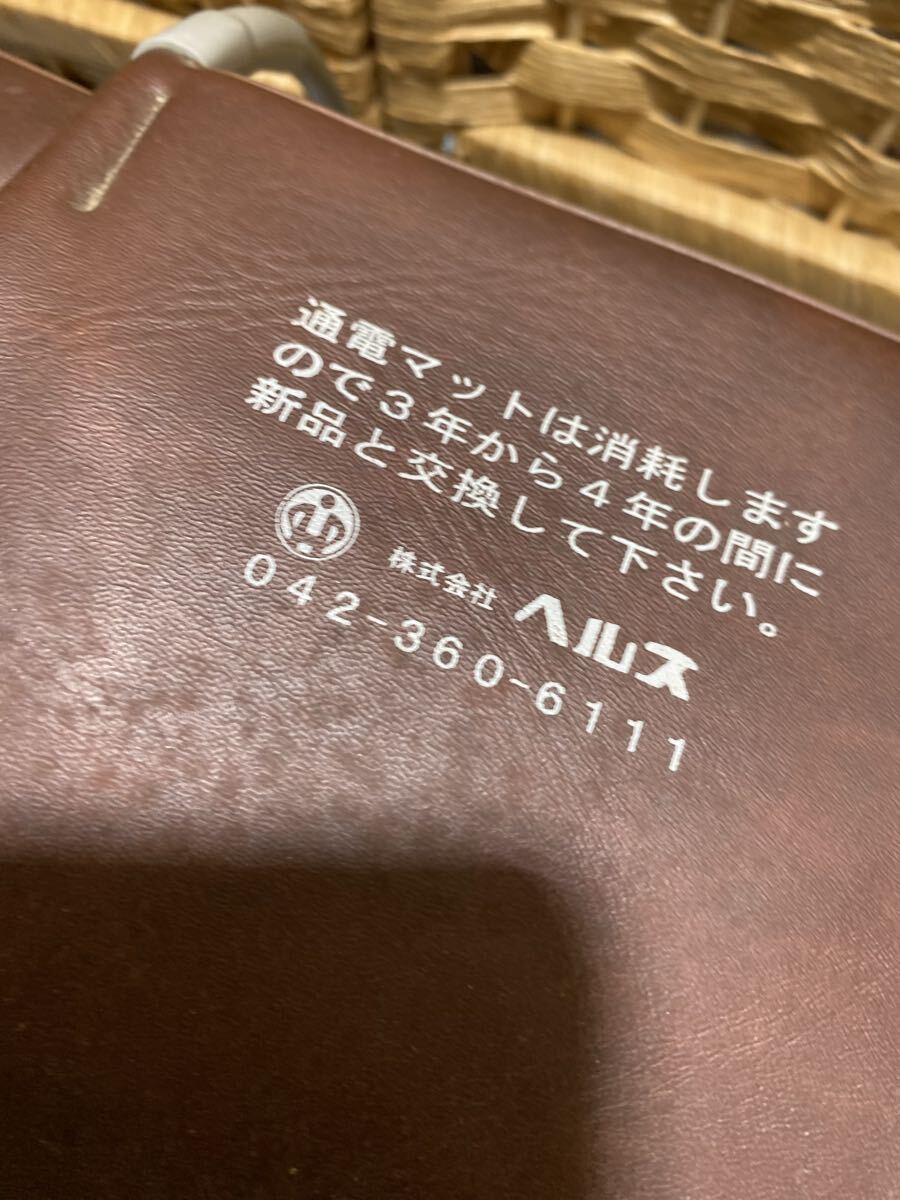 通電マットは消耗します
ので３年から４年の間に
新品と交換して下さい。
株式会社 ヘルス
０４２-３６０-６１１１